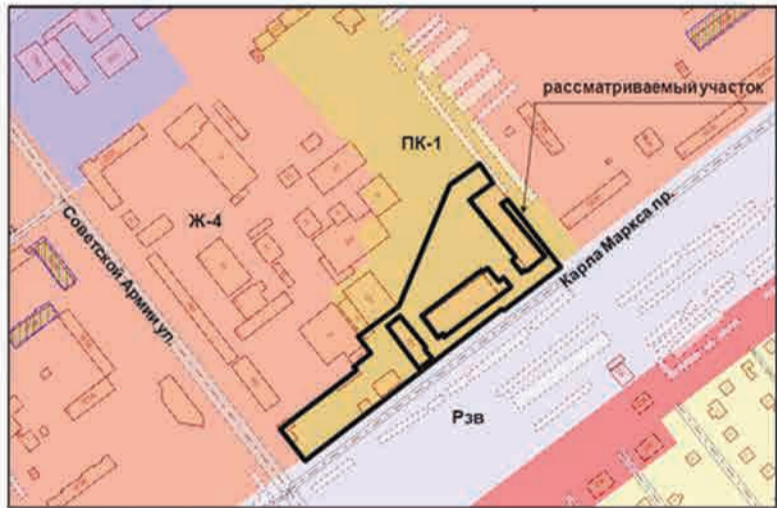 рассматриваемый участок
ПК-1
Ж-4
Советской Армии ул.
Карла Маркса пр.
Рзв